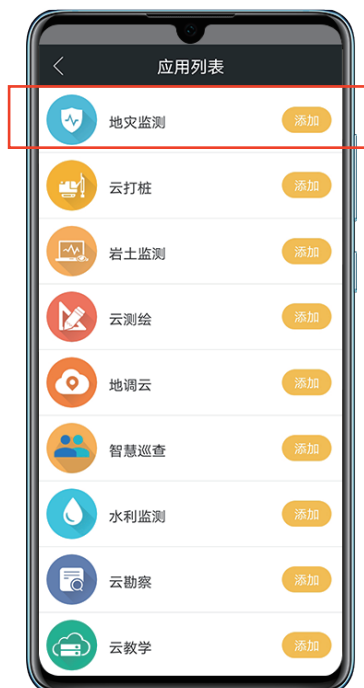 应用列表
地灾监测
添加
云打桩
添加
岩土监测
添加
云测绘
添加
地调云
添加
智慧巡查
添加
水利监测
添加
云勘察
添加
云教学
添加